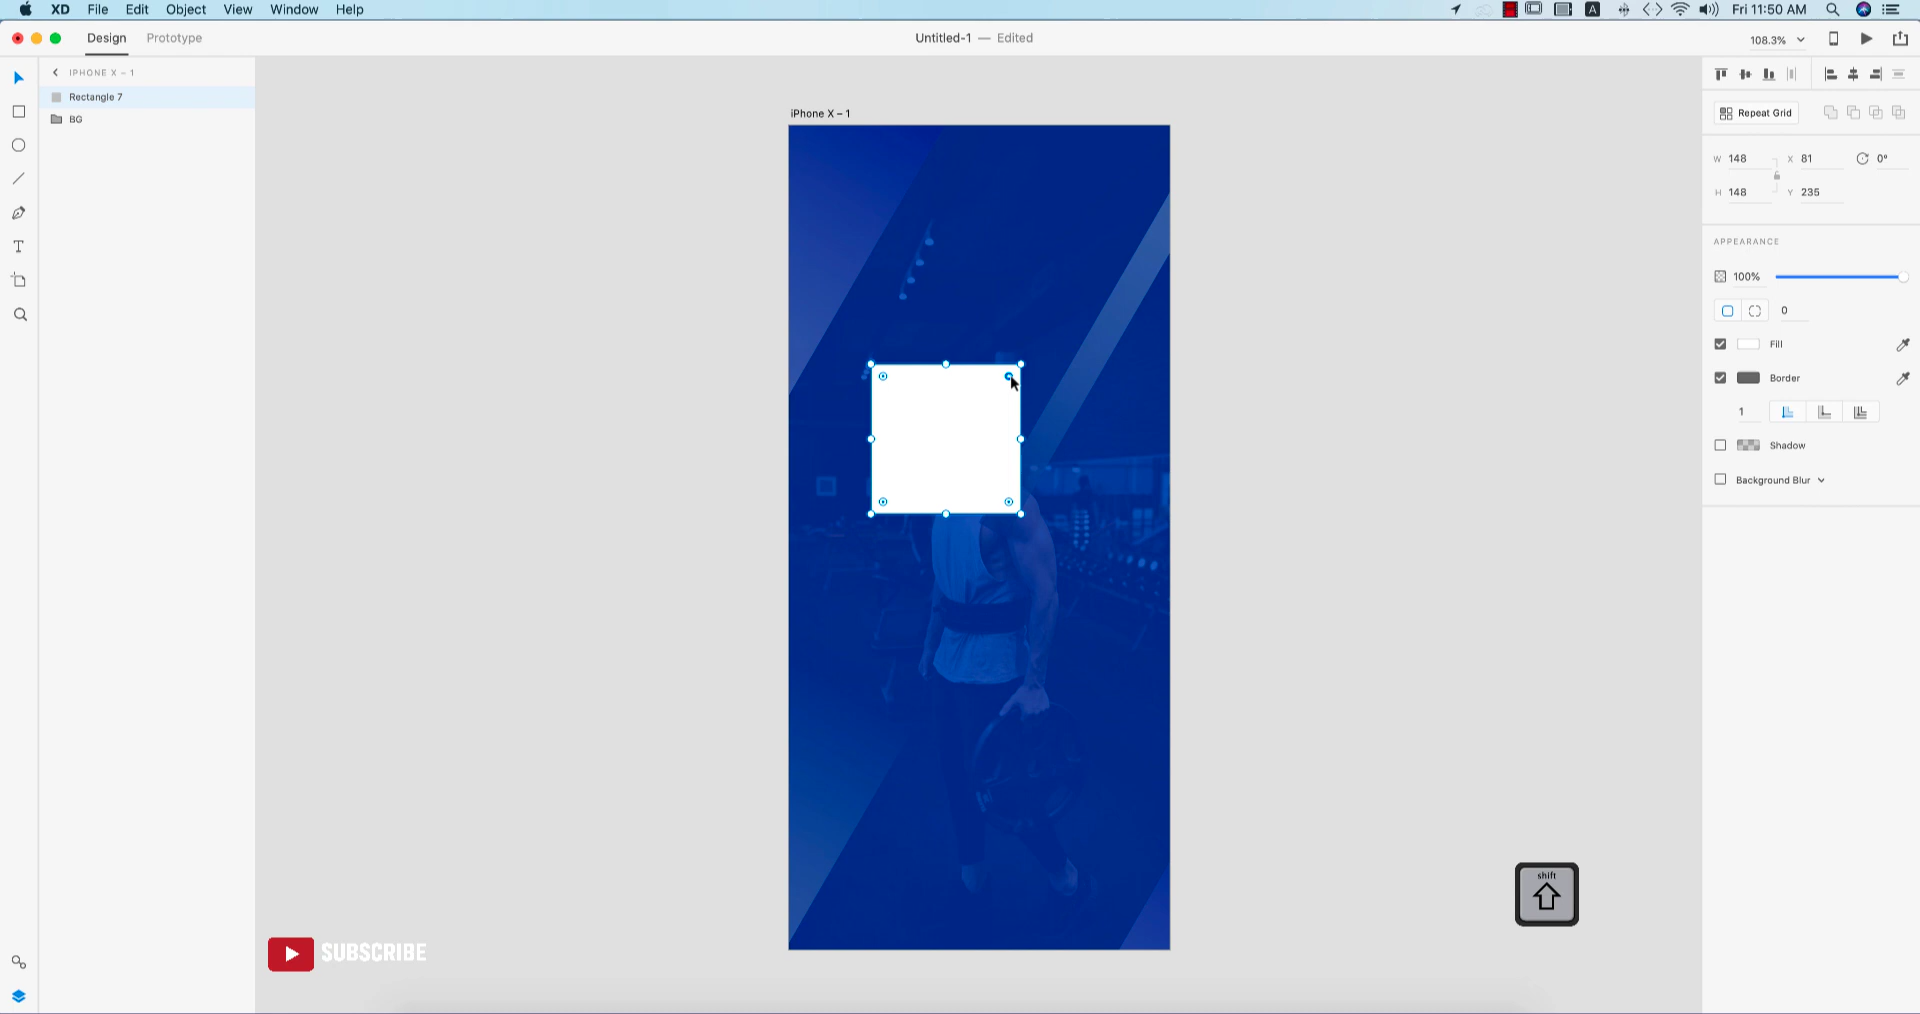 XD File Edit Object View Window Help
A
Fri 11:50 AM
Design Prototype
Untitled-1 — Edited
108.3%
IPHONE X – 1
Rectangle 7
BG
T
iPhone X – 1
Repeat Grid
W 148 X 81 0°
H 148 Y 235
APPEARANCE
100%
0
Fill
Border
1
Shadow
Background Blur
shift
SUBSCRIBE